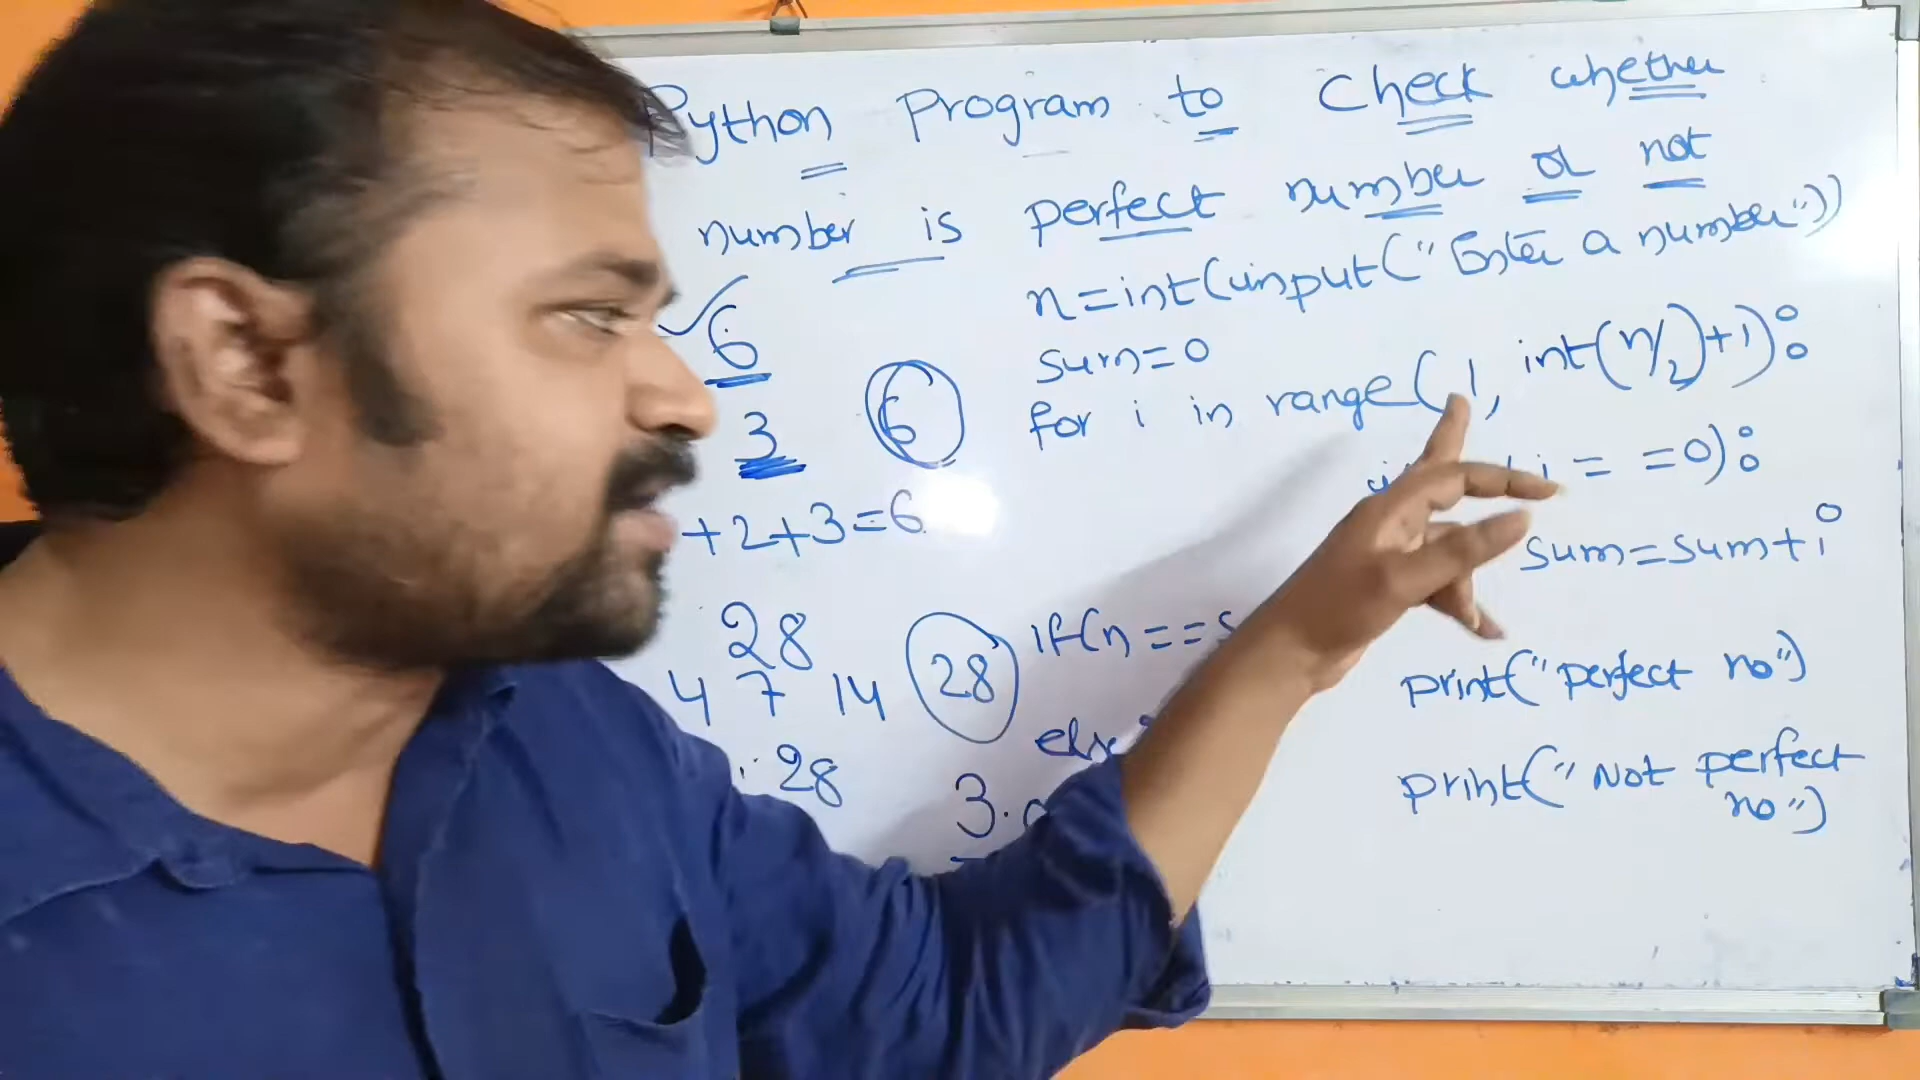 Python Program to Check whether
number is perfect number or not
6
3 6
+2+3=6
28
4 7 14 28
28
3.
n=int(input("Enter a number"))
sum=0
for i in range(1, int(n/2)+1):
i = =0):
sum=sum+i
if(n ==s
print("perfect no")
else
print("Not perfect
no")